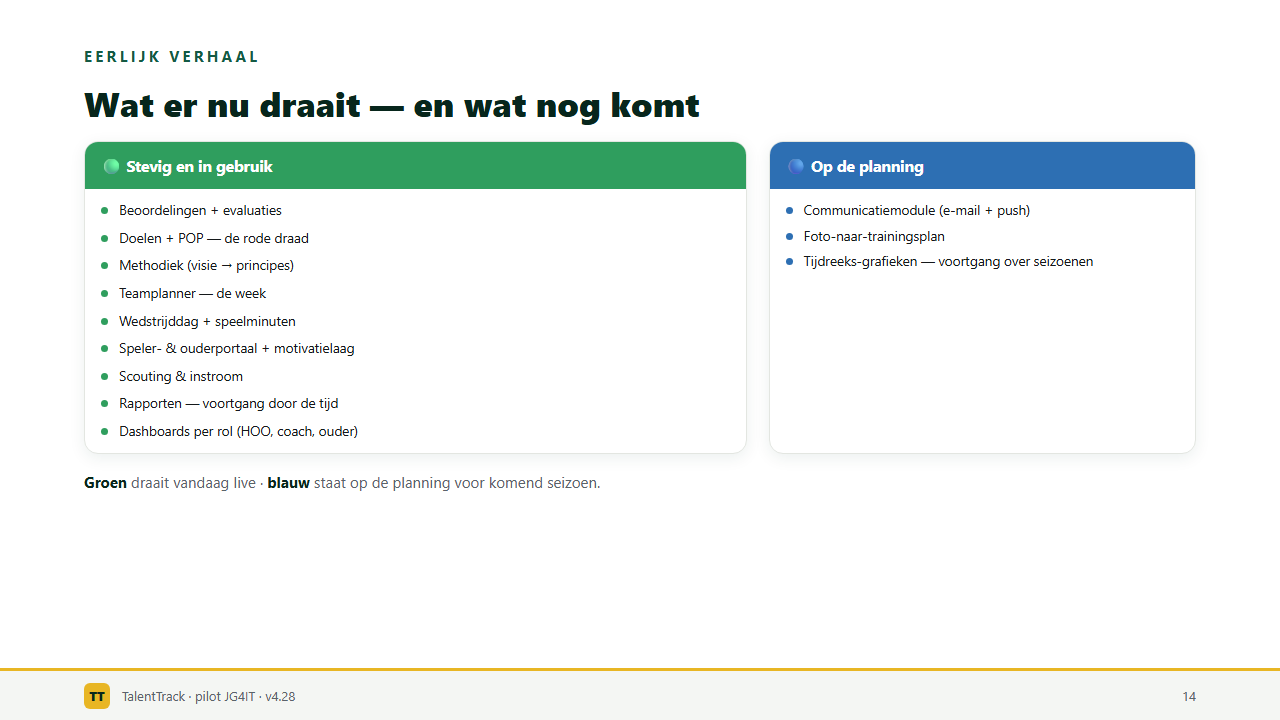 EERLIJK VERHAAL
Wat er nu draait — en wat nog komt
Stevig en in gebruik
Beoordelingen + evaluaties
Doelen + POP — de rode draad
Methodiek (visie → principes)
Teamplanner — de week
Wedstrijddag + speelminuten
Speler- & ouderportaal + motivatielaag
Scouting & instroom
Rapporten — voortgang door de tijd
Dashboards per rol (HOO, coach, ouder)
Op de planning
Communicatiemodule (e-mail + push)
Foto-naar-trainingsplan
Tijdreeks-grafieken — voortgang over seizoenen
Groen draait vandaag live · blauw staat op de planning voor komend seizoen.
TT TalentTrack · pilot JG4IT · v4.28
14